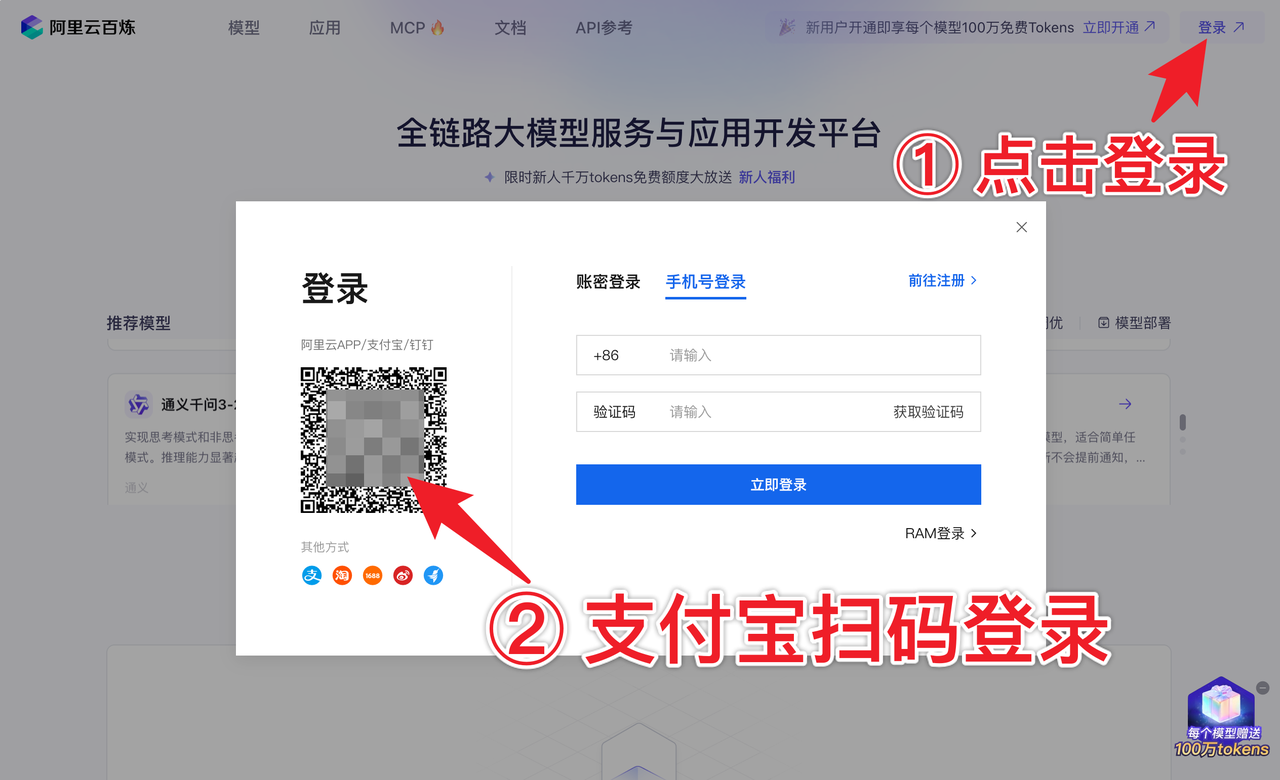 阿里云百炼
模型
应用
MCP
文档
API参考
新用户开通即享每个模型100万免费Tokens 立即开通
登录
全链路大模型服务与应用开发平台
① 点击登录
限时新人千万tokens免费额度大放送 新人福利
登录
账密登录
手机号登录
前往注册
推荐模型
优
模型部署
阿里云APP/支付宝/钉钉
+86
请输入
通义千问3-
验证码
请输入
获取验证码
实现思考模式和非思
模式。推理能力显著
通义
模型，适合简单任
不会提前通知，...
立即登录
RAM登录
其他方式
支
淘
1688
② 支付宝扫码登录
每个模型赠送
100万tokens